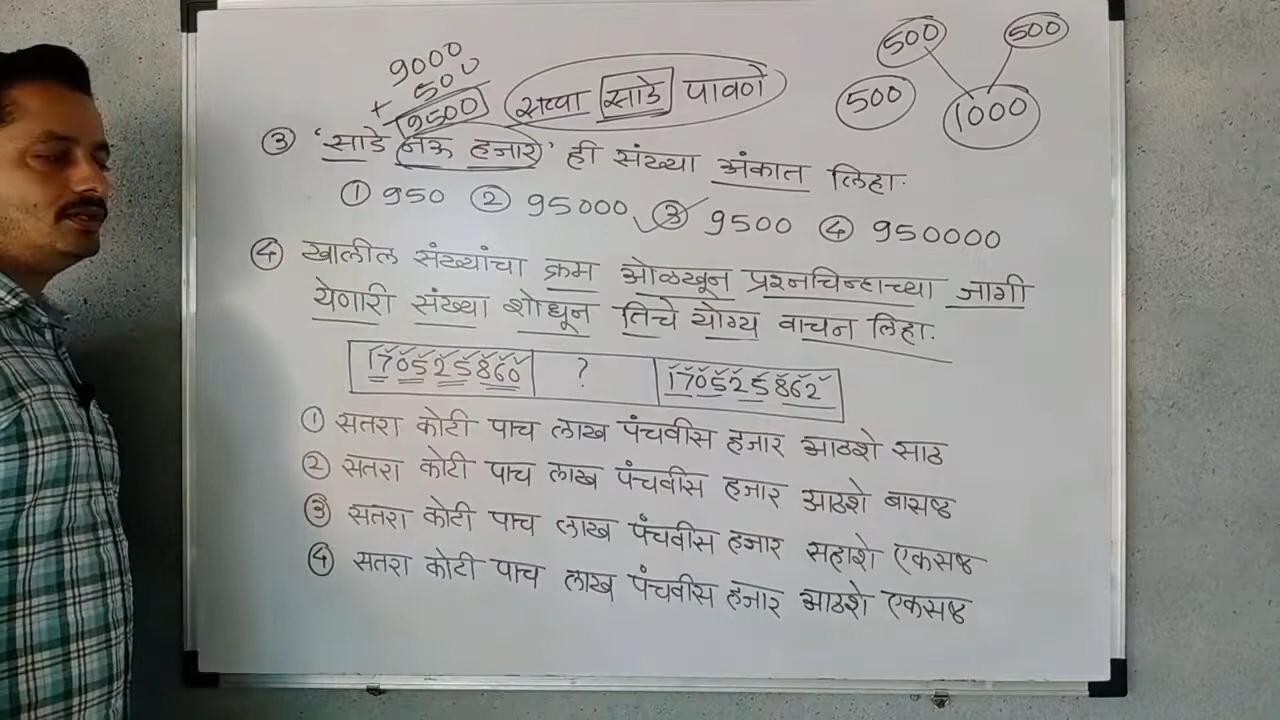 9000
500
+ 9500
सव्वा साडे पावणे
500
500
500
1000
③ 'साडे नऊ हजार' ही संख्या अंकात लिहा.
① 950 ② 95000 ③ 9500 ④ 950000
④ खालील संख्यांचा क्रम ओळखून प्रश्नचिन्हाच्या जागी
येणारी संख्या शोधून तिचे योग्य वाचन लिहा.
170525860 ? 170525862
① सतरा कोटी पाच लाख पंचवीस हजार आठशे साठ
② सतरा कोटी पाच लाख पंचवीस हजार आठशे बासष्ठ
③ सतरा कोटी पाच लाख पंचवीस हजार सहाशे एकसष्ठ
④ सतरा कोटी पाच लाख पंचवीस हजार आठशे एकसष्ठ